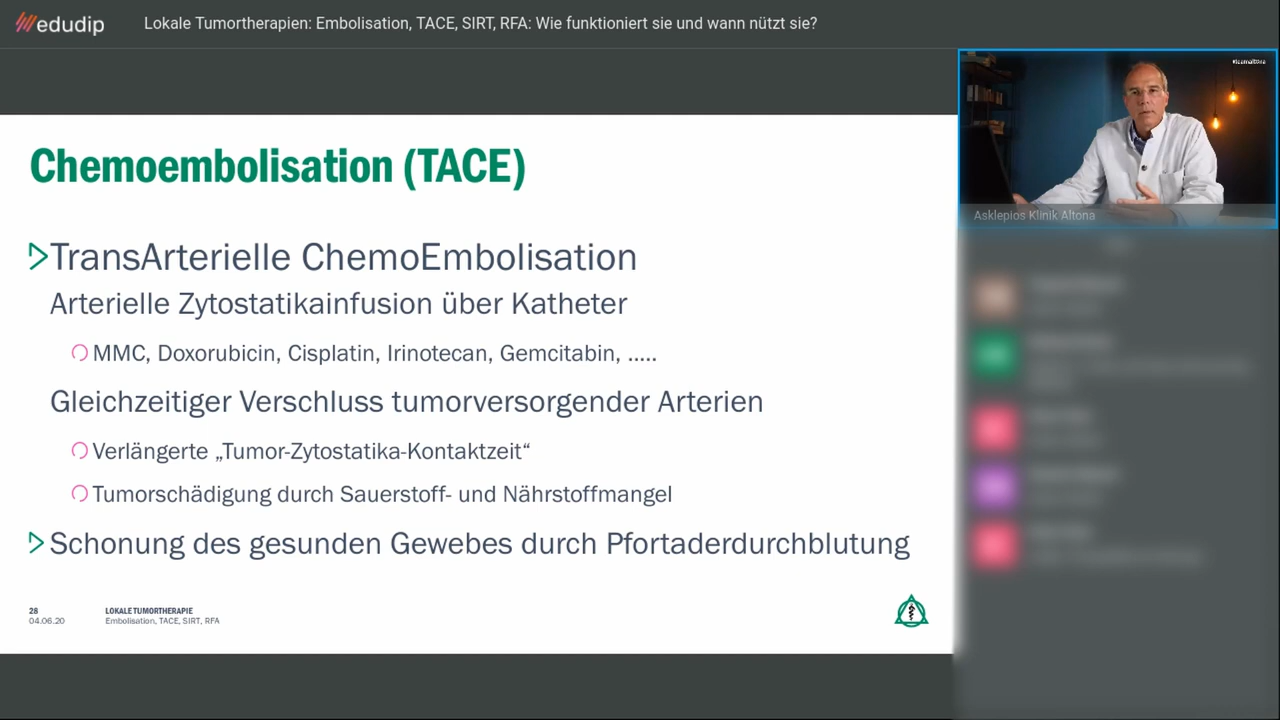 edudip
Lokale Tumortherapien: Embolisation, TACE, SIRT, RFA: Wie funktioniert sie und wann nützt sie?
Chemoembolisation (TACE)
TransArterielle ChemoEmbolisation
Arterielle Zytostatikainfusion über Katheter
MMC, Doxorubicin, Cisplatin, Irinotecan, Gemcitabin, .....
Gleichzeitiger Verschluss tumorversorgender Arterien
Verlängerte „Tumor-Zytostatika-Kontaktzeit“
Tumorschädigung durch Sauerstoff- und Nährstoffmangel
Schonung des gesunden Gewebes durch Pfortaderdurchblutung
28
04.06.20
LOKALE TUMORTHERAPIE
Embolisation, TACE, SIRT, RFA
Asklepios Klinik Altona